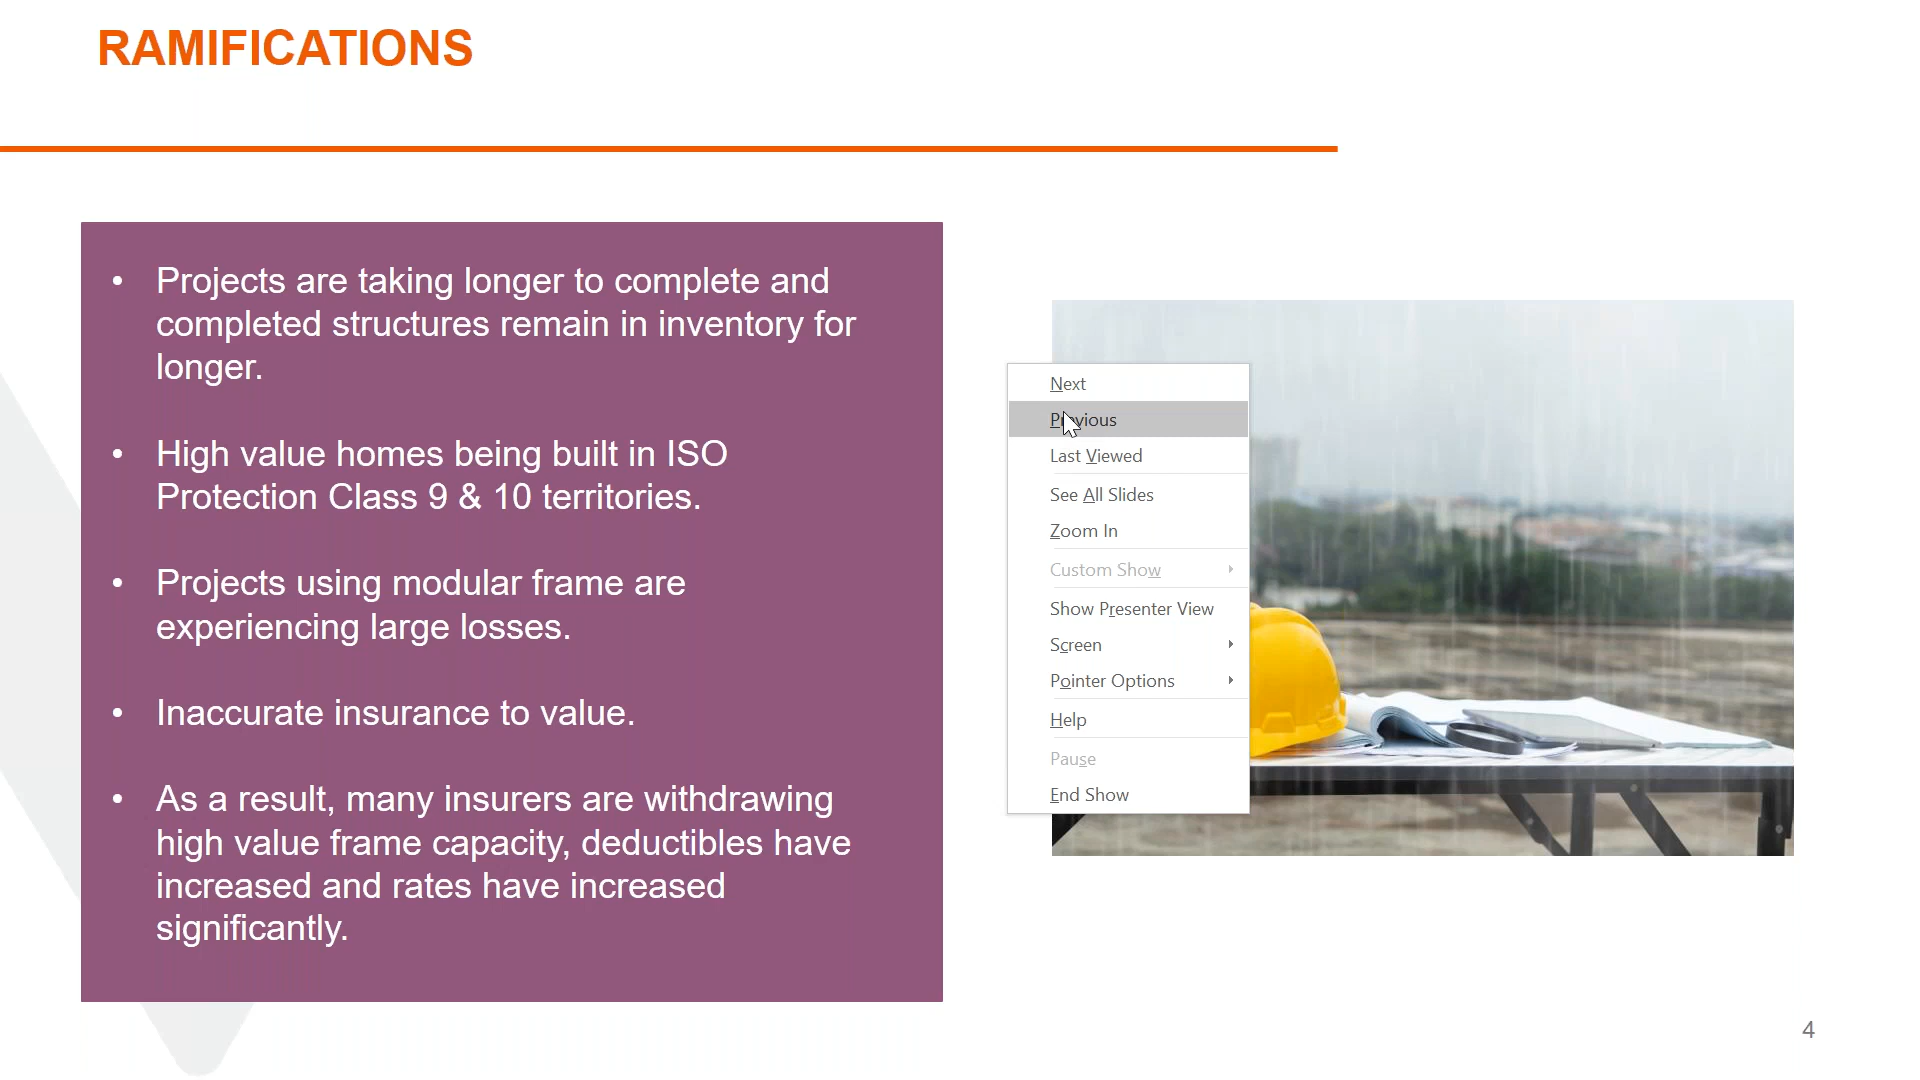 RAMIFICATIONS
• Projects are taking longer to complete and
completed structures remain in inventory for
longer.
• High value homes being built in ISO
Protection Class 9 & 10 territories.
• Projects using modular frame are
experiencing large losses.
• Inaccurate insurance to value.
• As a result, many insurers are withdrawing
high value frame capacity, deductibles have
increased and rates have increased
significantly.
Next
Previous
Last Viewed
See All Slides
Zoom In
Custom Show
Show Presenter View
Screen
Pointer Options
Help
Pause
End Show
4